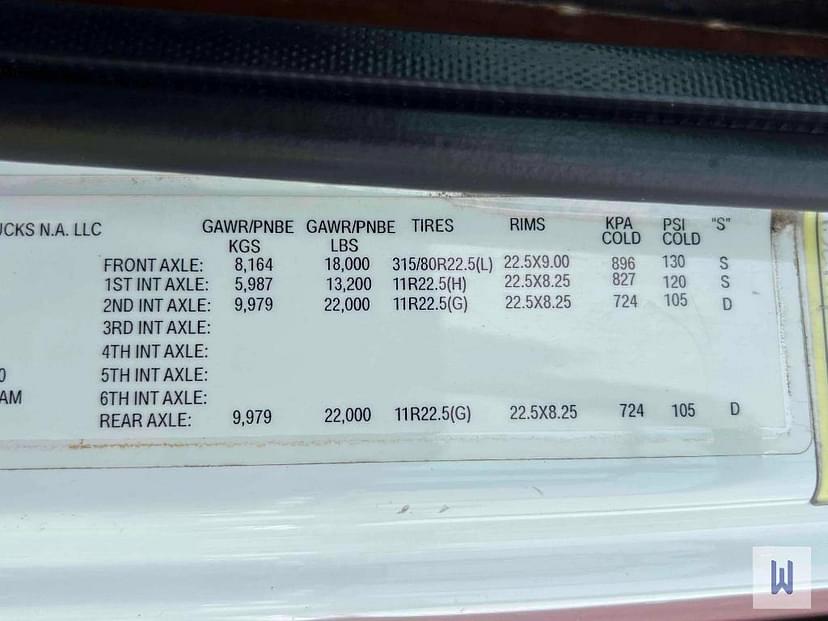 UCKS N.A. LLC GAWR/PNBE KGS GAWR/PNBE LBS TIRES RIMS KPA COLD PSI COLD "S"
FRONT AXLE: 8,164 18,000 315/80R22.5(L) 22.5X9.00 896 130 S
1ST INT AXLE: 5,987 13,200 11R22.5(H) 22.5X8.25 827 120 S
2ND INT AXLE: 9,979 22,000 11R22.5(G) 22.5X8.25 724 105 D
3RD INT AXLE:
4TH INT AXLE:
0 5TH INT AXLE:
AM 6TH INT AXLE:
REAR AXLE: 9,979 22,000 11R22.5(G) 22.5X8.25 724 105 D
W